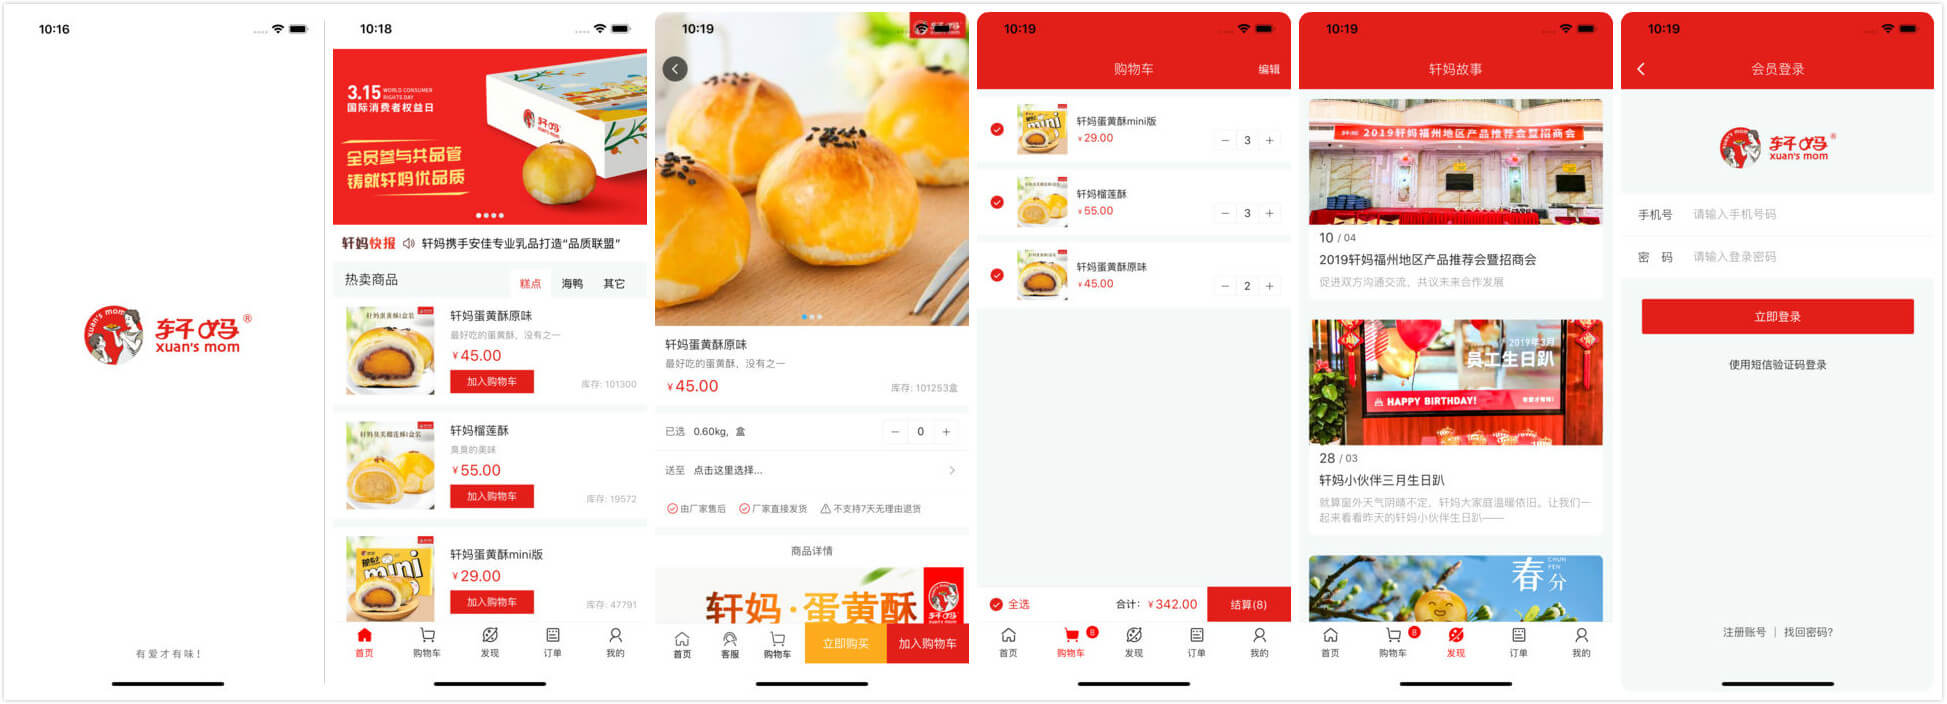 10:16
xuan's mom
轩妈®
xuan's mom
有爱才有味！
10:18
3.15 WORLD CONSUMER
RIGHTS DAY
国际消费者权益日
全员参与共品管
铸就轩妈优品质
轩妈
xuan's mom
轩妈快报 轩妈携手安佳专业乳品打造“品质联盟”
热卖商品 糕点 海鸭 其它
轩妈蛋黄酥原味
最好吃的蛋黄酥，没有之一
¥45.00
加入购物车 库存: 101300
轩妈榴莲酥
臭臭的美味
¥55.00
加入购物车 库存: 19572
mini
轩妈蛋黄酥mini版
¥29.00
加入购物车 库存: 47791
首页 购物车 发现 订单 我的
10:19
轩妈蛋黄酥原味
最好吃的蛋黄酥，没有之一
¥45.00 库存: 101253盒
已选 0.60kg，盒 − 0 +
送至 点击这里选择...
由厂家售后 厂家直接发货 不支持7天无理由退货
商品详情
轩妈·蛋黄酥
轩妈
首页 客服 购物车 立即购买 加入购物车
10:19
购物车 编辑
mini
轩妈蛋黄酥mini版
¥29.00 − 3 +
轩妈榴莲酥
¥55.00 − 3 +
轩妈蛋黄酥原味
¥45.00 − 2 +
全选 合计: ¥342.00 结算(8)
首页 购物车 8 发现 订单 我的
10:19
轩妈故事
2019轩妈福州地区产品推荐会暨招商会
10 / 04
2019轩妈福州地区产品推荐会暨招商会
促进双方沟通交流，共议未来合作发展
2019年3月
员工生日趴
HAPPY BIRTHDAY!
28 / 03
轩妈小伙伴三月生日趴
就算窗外天气阴晴不定，轩妈大家庭温暖依旧。让我们一
起来看看昨天的轩妈小伙伴生日趴——
春分
CHUN
FEN
首页 购物车 8 发现 订单 我的
10:19
会员登录
轩妈®
xuan's mom
手机号 请输入手机号码
密 码 请输入登录密码
立即登录
使用短信验证码登录
注册账号 | 找回密码?